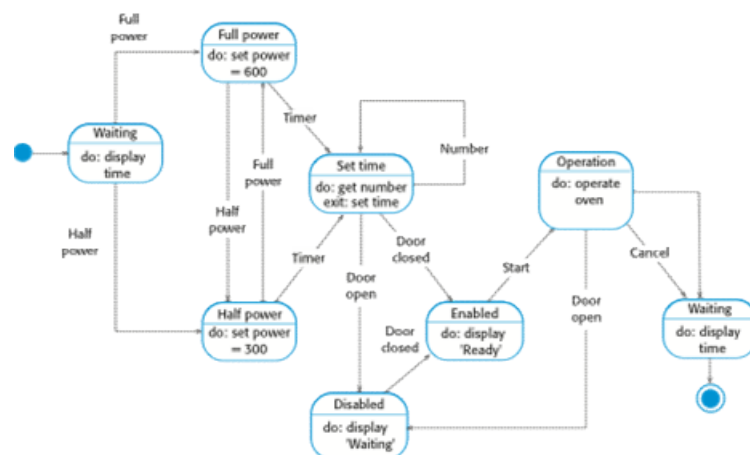 Full
power
Full power
do: set power
= 600
Timer
Waiting
do: display
time
Full
power
Half
power
Half
power
Set time
do: get number
exit: set time
Number
Operation
do: operate
oven
Timer
Door
closed
Door
open
Start
Cancel
Door
open
Half power
do: set power
= 300
Enabled
do: display
'Ready'
Door
closed
Waiting
do: display
time
Disabled
do: display
'Waiting'